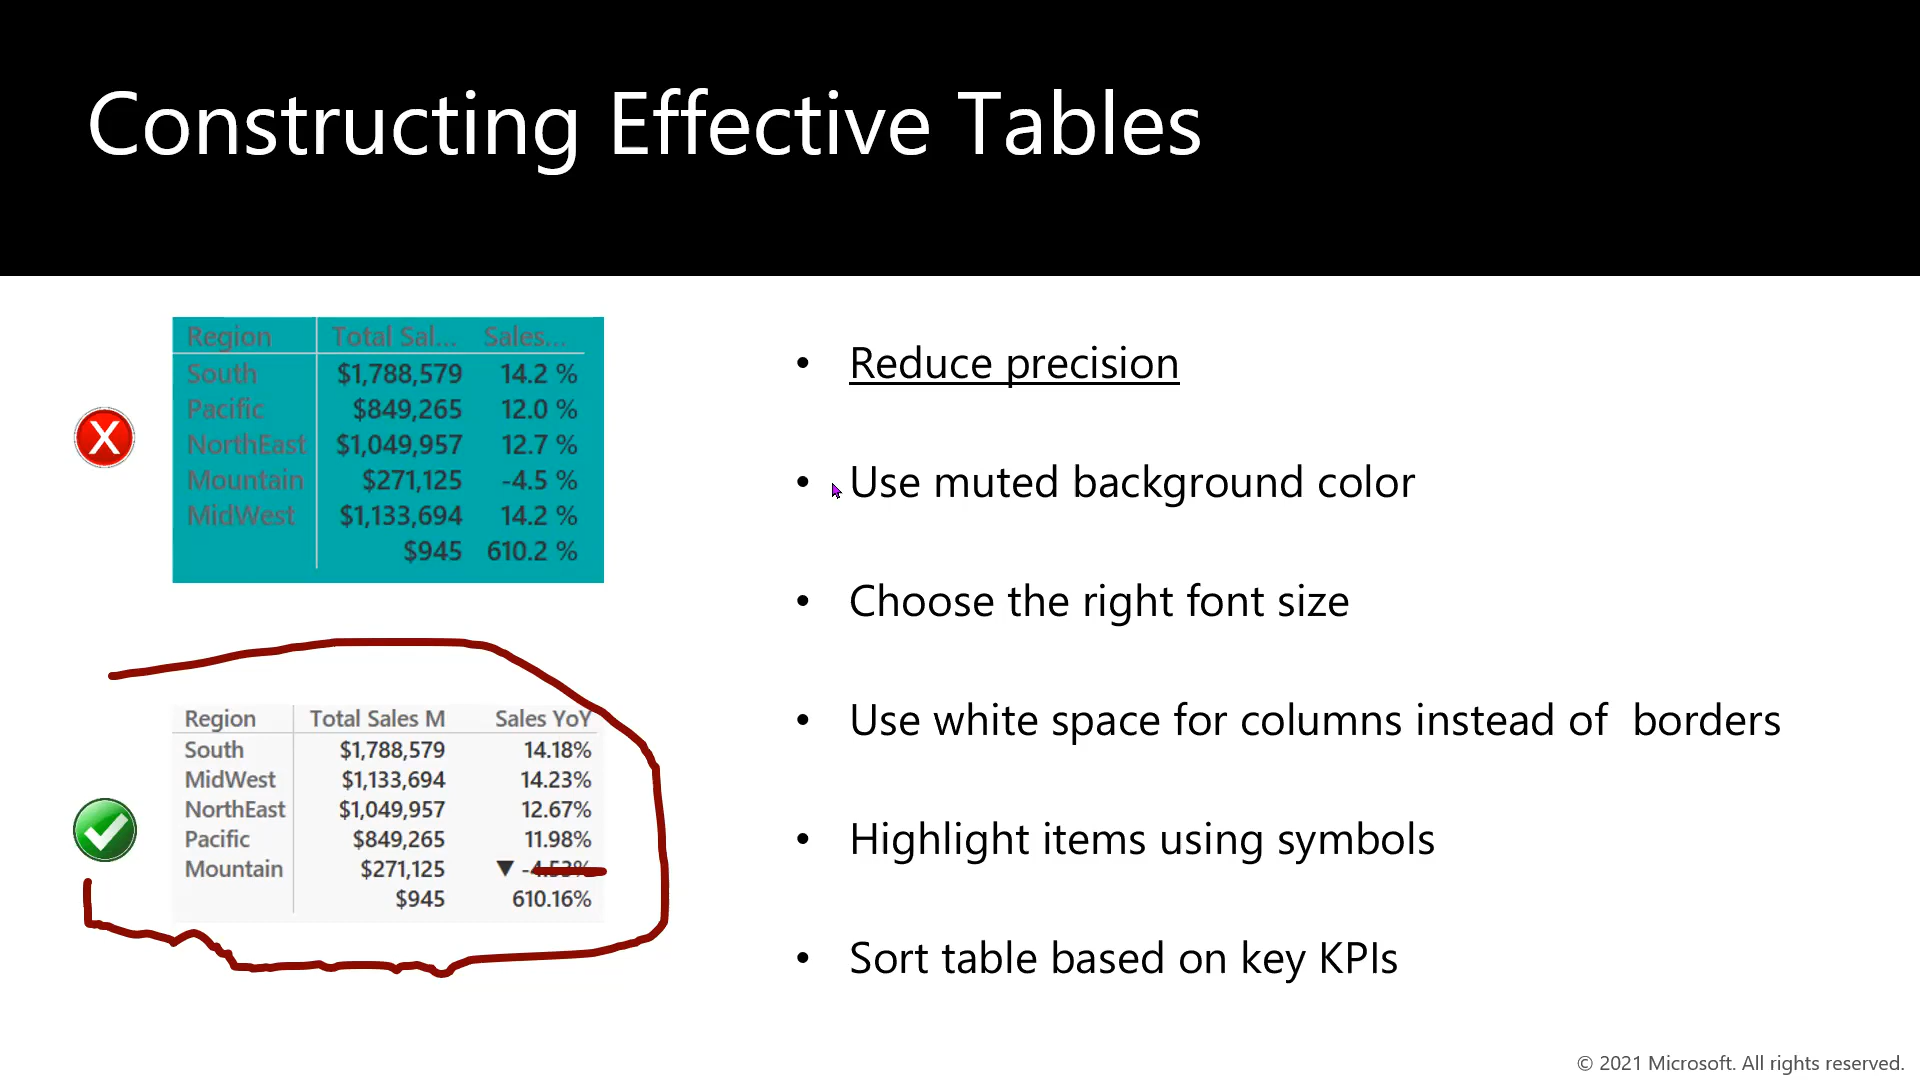 Constructing Effective Tables
Region Total Sal... Sales...
South $1,788,579 14.2 %
Pacific $849,265 12.0 %
NorthEast $1,049,957 12.7 %
Mountain $271,125 -4.5 %
MidWest $1,133,694 14.2 %
$945 610.2 %
X
Region Total Sales M Sales YoY
South $1,788,579 14.18%
MidWest $1,133,694 14.23%
NorthEast $1,049,957 12.67%
Pacific $849,265 11.98%
Mountain $271,125 ▼ -4.53%
$945 610.16%
• Reduce precision
• Use muted background color
• Choose the right font size
• Use white space for columns instead of borders
• Highlight items using symbols
• Sort table based on key KPIs
© 2021 Microsoft. All rights reserved.